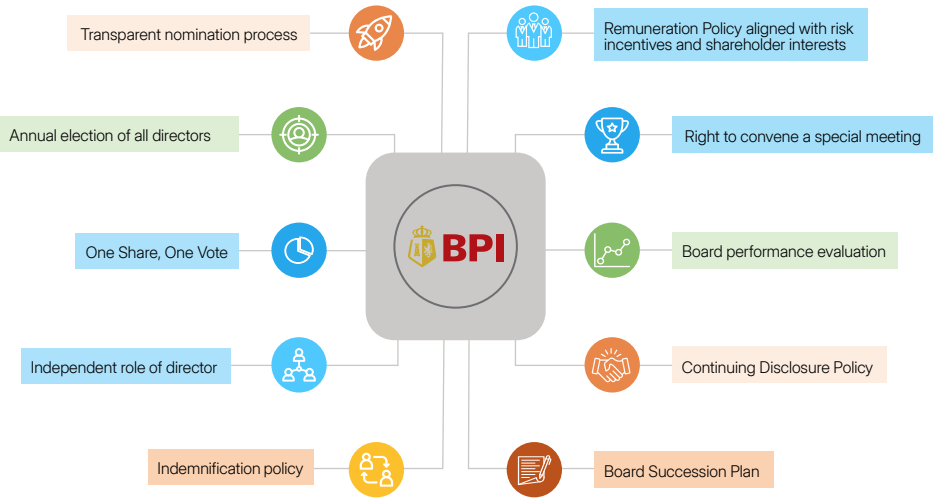 Transparent nomination process
Remuneration Policy aligned with risk
incentives and shareholder interests
Annual election of all directors
Right to convene a special meeting
One Share, One Vote
BPI
Board performance evaluation
Independent role of director
Continuing Disclosure Policy
Indemnification policy
Board Succession Plan